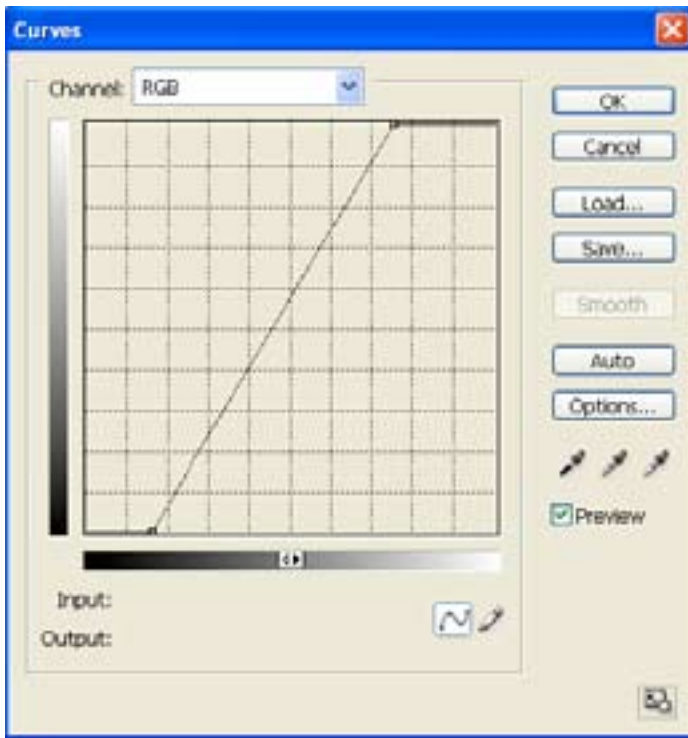 Curves
Channel: RGB
OK
Cancel
Load...
Save...
Smooth
Auto
Options...
Preview
Input:
Output: